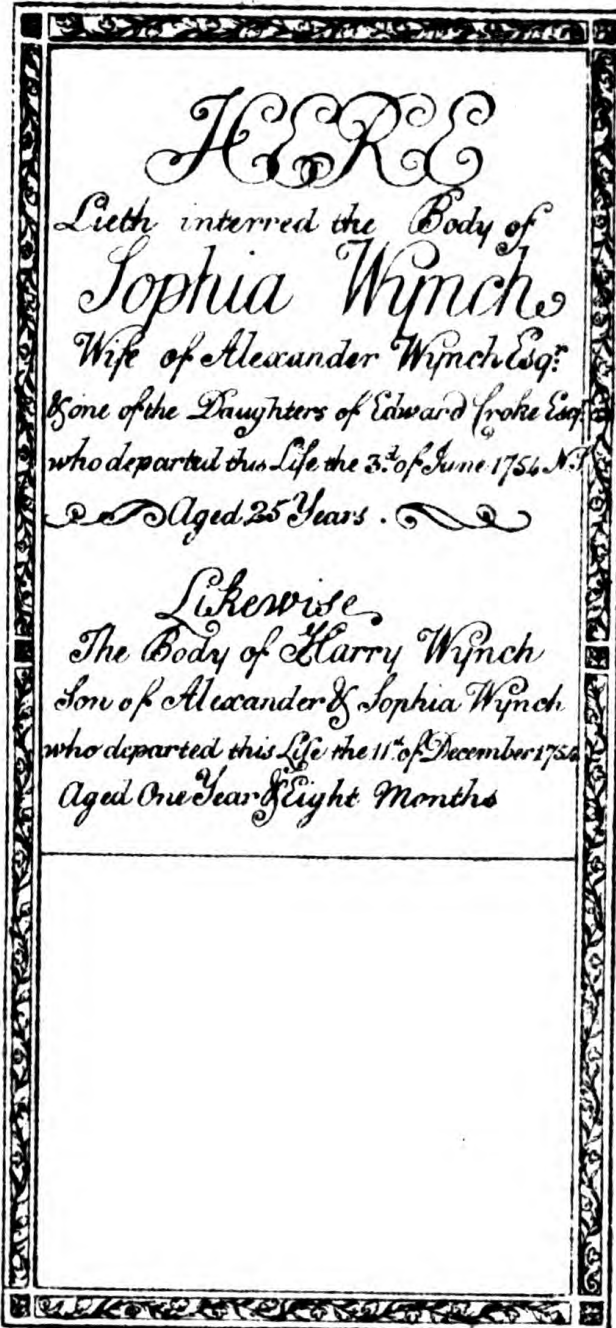 HERE
Lieth interred the Body of
Sophia Wynch
Wife of Alexander Wynch Esqr.
& one of the Daughters of Edward Croke Esqr
who departed this Life the 3d. of June 1754 N.S
Aged 25 Years.
Likewise
The Body of Harry Wynch
Son of Alexander & Sophia Wynch
who departed this Life the 11th of December 1754
Aged One Year & Eight Months